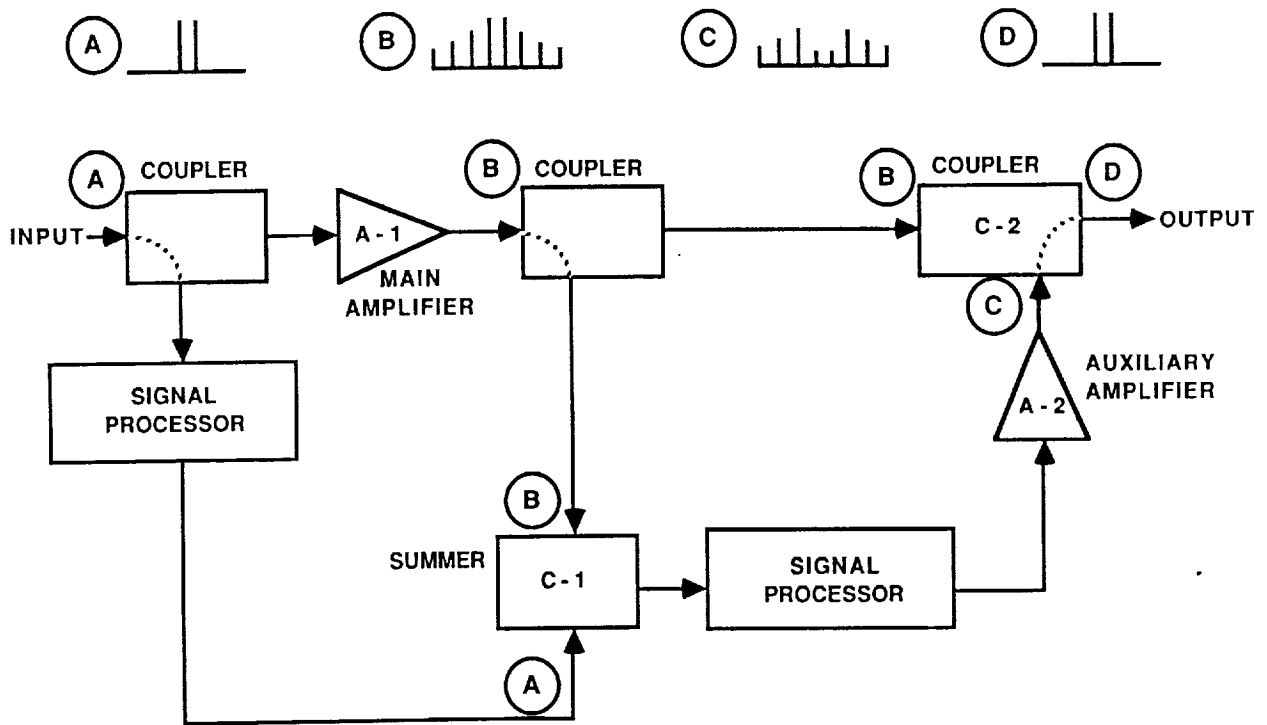 A
B
C
D
A
COUPLER
B
COUPLER
B
COUPLER
D
INPUT
A - 1
C - 2
OUTPUT
MAIN
AMPLIFIER
C
SIGNAL
PROCESSOR
A - 2
AUXILIARY
AMPLIFIER
B
SUMMER
C - 1
SIGNAL
PROCESSOR
A